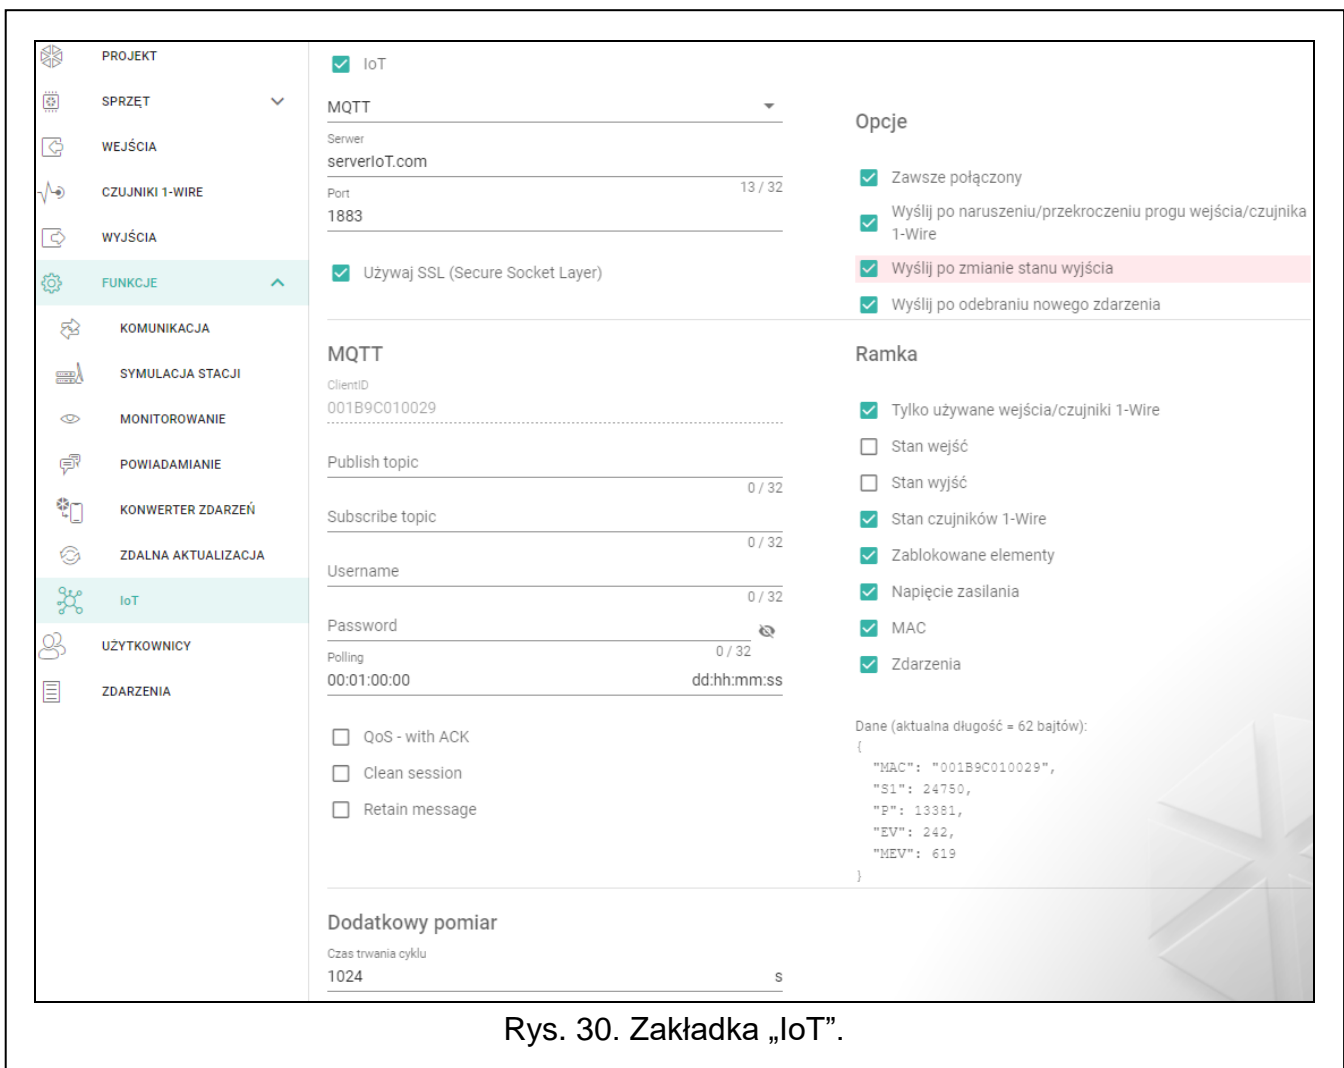 PROJEKT
SPRZĘT
WEJŚCIA
CZUJNIKI 1-WIRE
WYJŚCIA
FUNKCJE
KOMUNIKACJA
SYMULACJA STACJI
MONITOROWANIE
POWIADAMIANIE
KONWERTER ZDARZEŃ
ZDALNA AKTUALIZACJA
IoT
UŻYTKOWNICY
ZDARZENIA
IoT
MQTT
Serwer
serverIoT.com
13 / 32
Port
1883
Używaj SSL (Secure Socket Layer)
Opcje
Zawsze połączony
Wyślij po naruszeniu/przekroczeniu progu wejścia/czujnika
1-Wire
Wyślij po zmianie stanu wyjścia
Wyślij po odebraniu nowego zdarzenia
MQTT
ClientID
001B9C010029
Publish topic
0 / 32
Subscribe topic
0 / 32
Username
0 / 32
Password
0 / 32
Polling
00:01:00:00 dd:hh:mm:ss
QoS - with ACK
Clean session
Retain message
Ramka
Tylko używane wejścia/czujniki 1-Wire
Stan wejść
Stan wyjść
Stan czujników 1-Wire
Zablokowane elementy
Napięcie zasilania
MAC
Zdarzenia
Dane (aktualna długość = 62 bajtów):
{
"MAC": "001B9C010029",
"S1": 24750,
"P": 13381,
"EV": 242,
"MEV": 619
}
Dodatkowy pomiar
Czas trwania cyklu
1024 s
Rys. 30. Zakładka „IoT”.